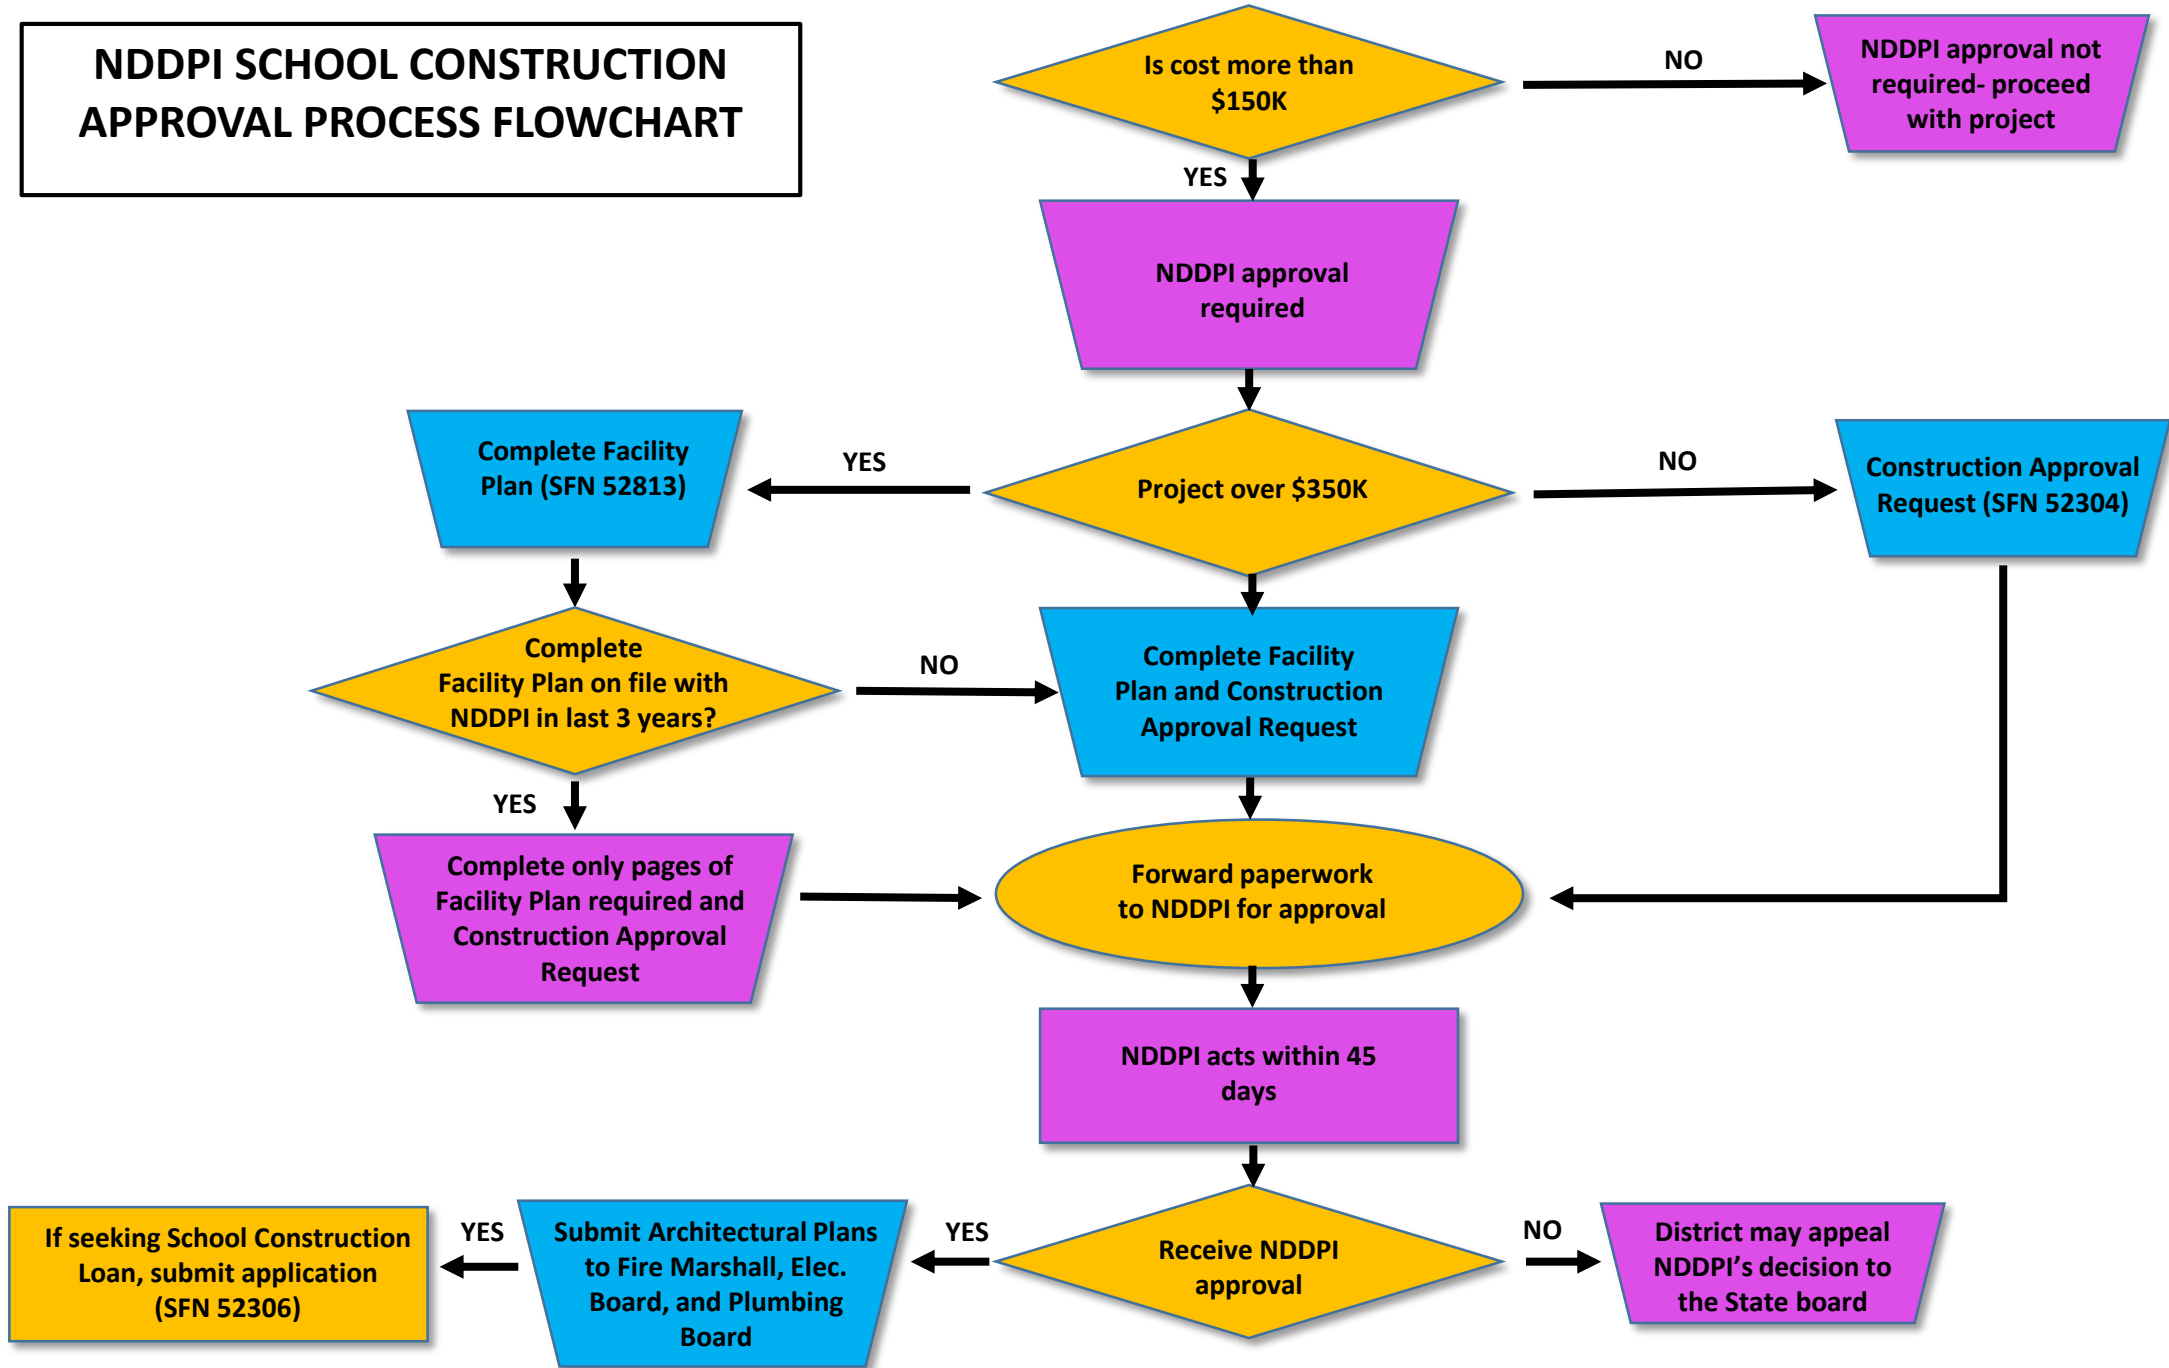 NDDPI SCHOOL CONSTRUCTION
APPROVAL PROCESS FLOWCHART
Is cost more than
$150K
NO
NDDPI approval not
required- proceed
with project
YES
NDDPI approval
required
Complete Facility
Plan (SFN 52813)
YES
Project over $350K
NO
Construction Approval
Request (SFN 52304)
Complete
Facility Plan on file with
NDDPI in last 3 years?
NO
Complete Facility
Plan and Construction
Approval Request
YES
Complete only pages of
Facility Plan required and
Construction Approval
Request
Forward paperwork
to NDDPI for approval
NDDPI acts within 45
days
If seeking School Construction
Loan, submit application
(SFN 52306)
YES
Submit Architectural Plans
to Fire Marshall, Elec.
Board, and Plumbing
Board
YES
Receive NDDPI
approval
NO
District may appeal
NDDPI’s decision to
the State board